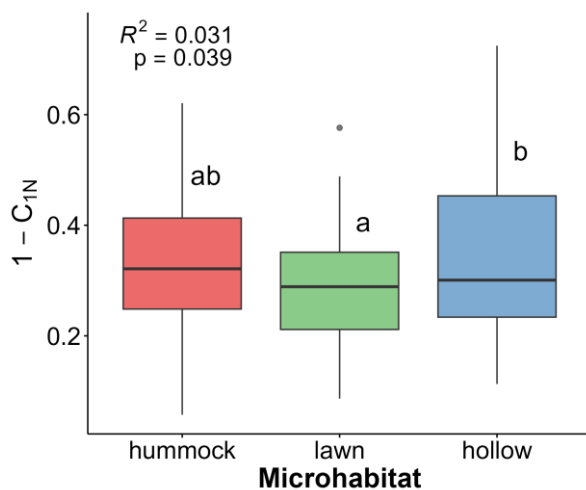 R² = 0.031
p = 0.039
1 − C₁N
0.6
0.4
0.2
ab
a
b
hummock lawn hollow
Microhabitat